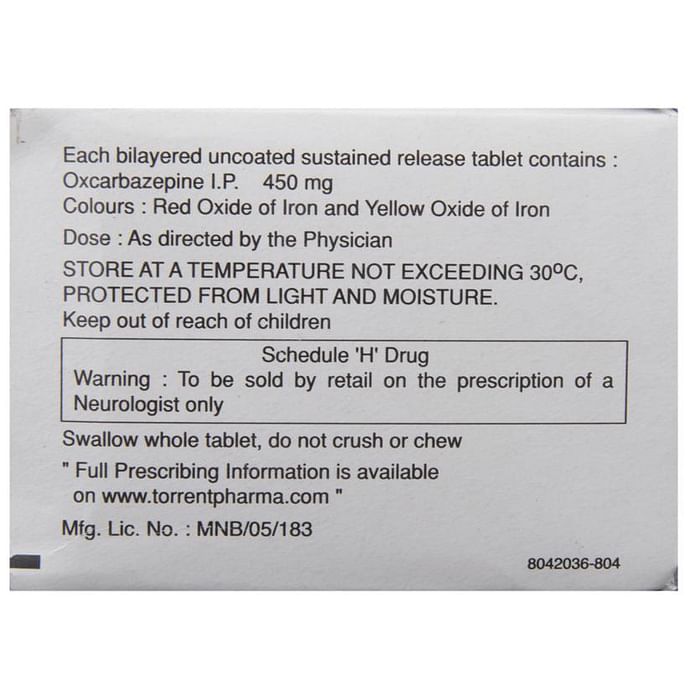 Each bilayered uncoated sustained release tablet contains :
Oxcarbazepine I.P. 450 mg
Colours : Red Oxide of Iron and Yellow Oxide of Iron
Dose : As directed by the Physician
STORE AT A TEMPERATURE NOT EXCEEDING 30ºC,
PROTECTED FROM LIGHT AND MOISTURE.
Keep out of reach of children
Schedule 'H' Drug
Warning : To be sold by retail on the prescription of a
Neurologist only
Swallow whole tablet, do not crush or chew
" Full Prescribing Information is available
on www.torrentpharma.com "
Mfg. Lic. No. : MNB/05/183
8042036-804